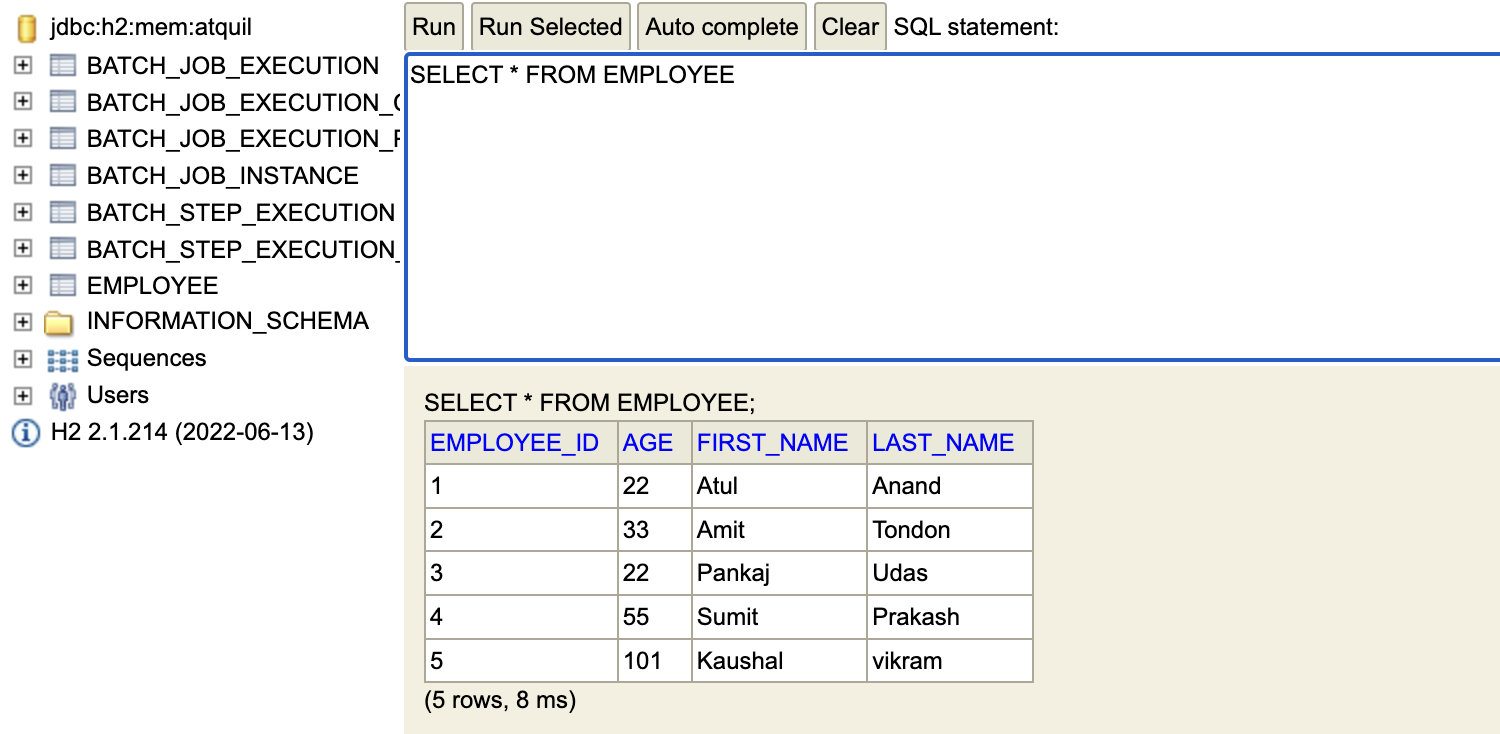 jdbc:h2:mem:atquil
BATCH_JOB_EXECUTION
BATCH_JOB_EXECUTION_
BATCH_JOB_EXECUTION_
BATCH_JOB_INSTANCE
BATCH_STEP_EXECUTION
BATCH_STEP_EXECUTION_
EMPLOYEE
INFORMATION_SCHEMA
Sequences
Users
H2 2.1.214 (2022-06-13)
Run Run Selected Auto complete Clear SQL statement:
SELECT * FROM EMPLOYEE
SELECT * FROM EMPLOYEE;
EMPLOYEE_ID AGE FIRST_NAME LAST_NAME
1 22 Atul Anand
2 33 Amit Tondon
3 22 Pankaj Udas
4 55 Sumit Prakash
5 101 Kaushal vikram
(5 rows, 8 ms)